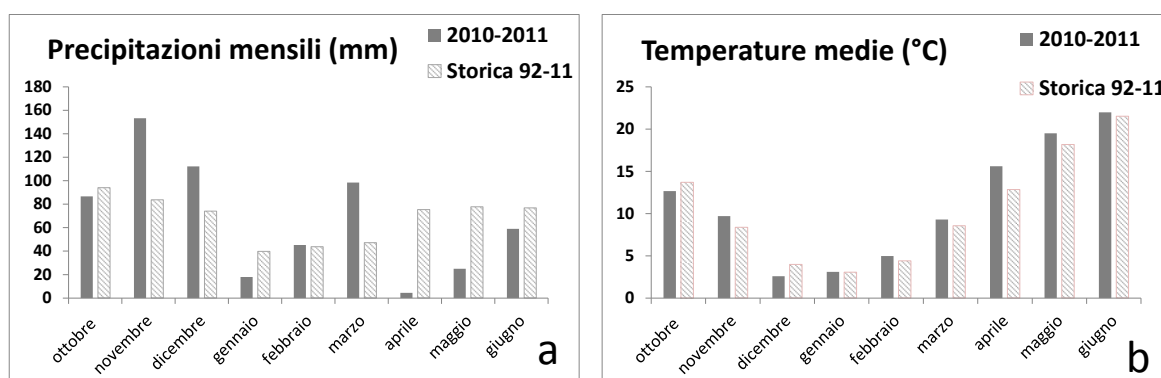 Precipitazioni mensili (mm)
2010-2011
Storica 92-11
180
160
140
120
100
80
60
40
20
0
ottobre
novembre
dicembre
gennaio
febbraio
marzo
aprile
maggio
giugno
a
Temperature medie (°C)
2010-2011
Storica 92-11
25
20
15
10
5
0
ottobre
novembre
dicembre
gennaio
febbraio
marzo
aprile
maggio
giugno
b